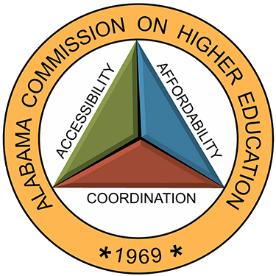 ALABAMA COMMISSION ON HIGHER EDUCATION
ACCESSIBILITY
AFFORDABILITY
COORDINATION
*1969*